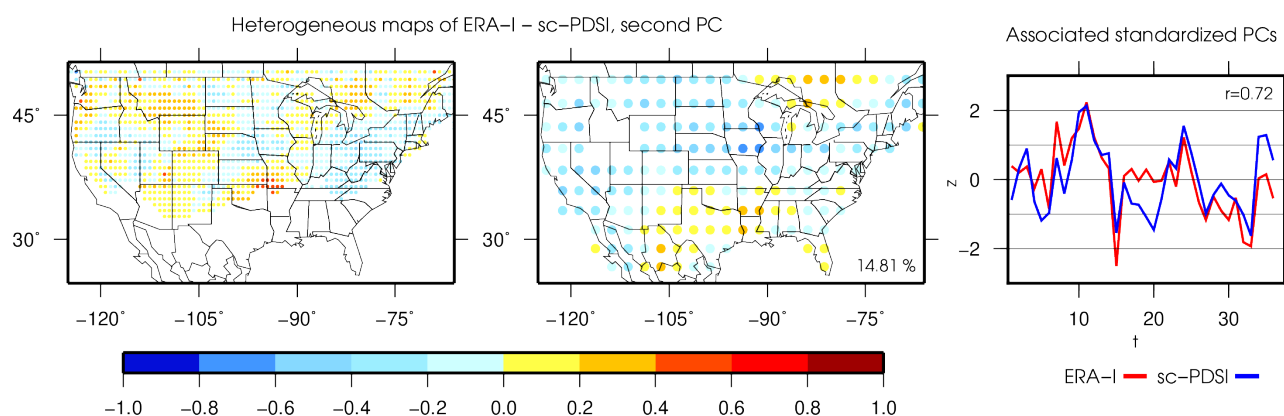 Heterogeneous maps of ERA−I − sc−PDSI, second PC
Associated standardized PCs
45˚
30˚
−120˚ −105˚ −90˚ −75˚
45˚
30˚
14.81 %
−120˚ −105˚ −90˚ −75˚
r=0.72
2
0
−2
z
10 20 30
t
ERA−I sc−PDSI
−1.0 −0.8 −0.6 −0.4 −0.2 0.0 0.2 0.4 0.6 0.8 1.0